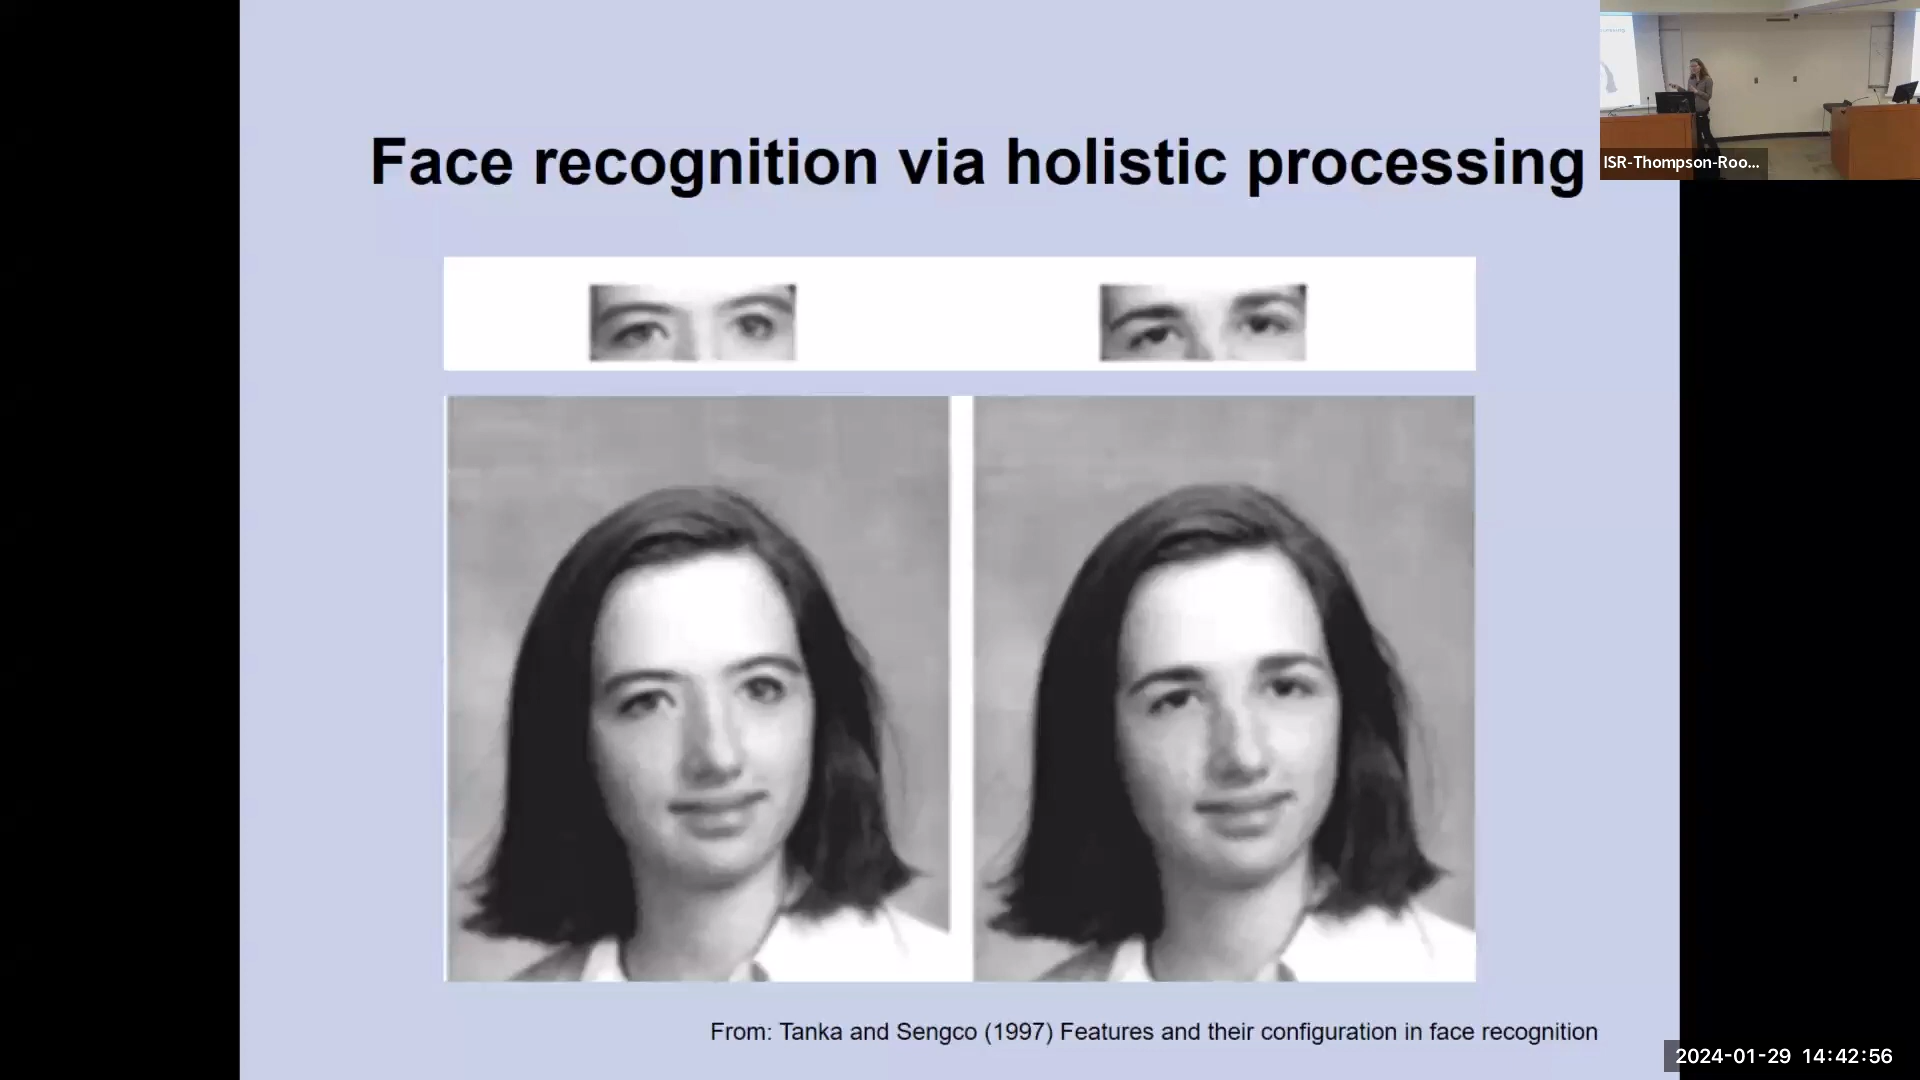 Face recognition via holistic processing
ISR-Thompson-Roo...
From: Tanka and Sengco (1997) Features and their configuration in face recognition
2024-01-29 14:42:56